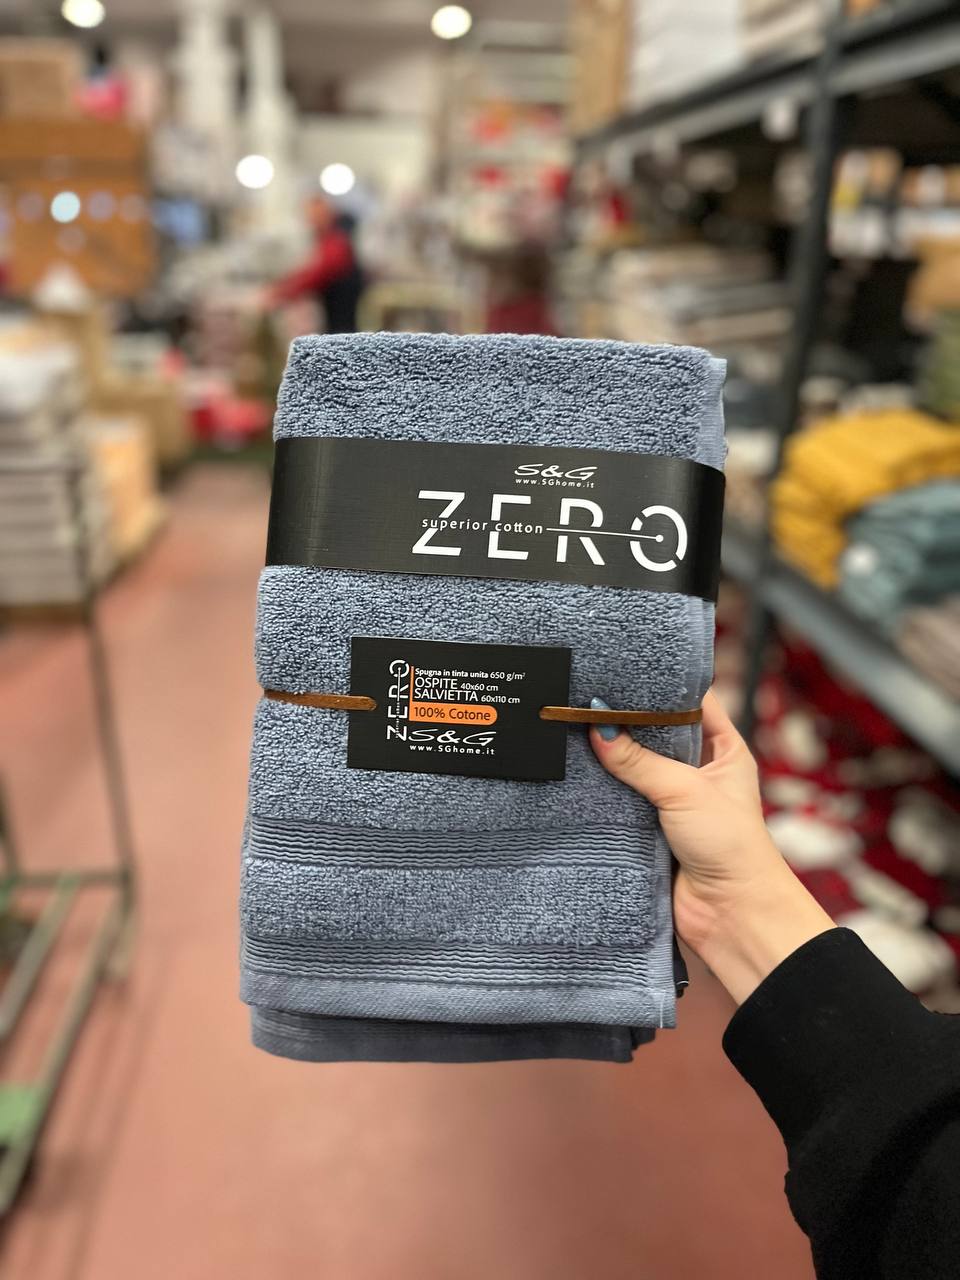 S&G
www.SGhome.it
ZERO
superior cotton
ZERO
Spugna in tinta unita 650 g/m²
OSPITE 40x60 cm
SALVIETTA 60x110 cm
100% Cotone
S&G
www.SGhome.it